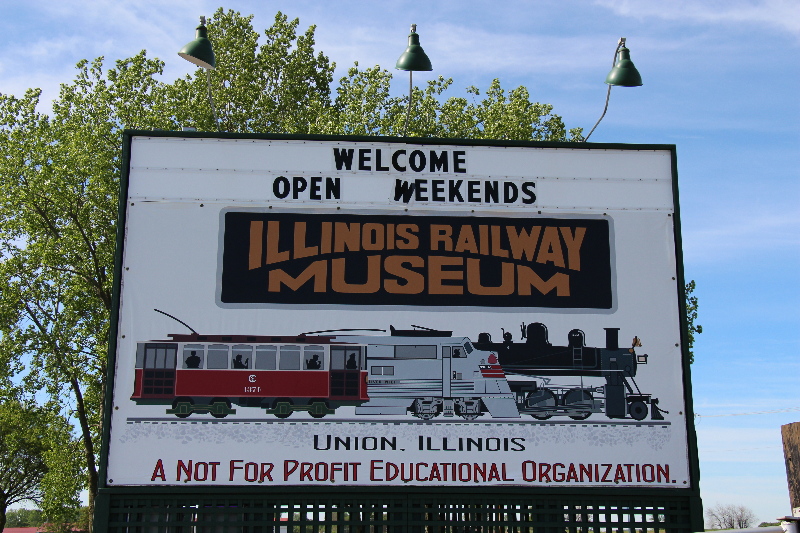 WELCOME
OPEN WEEKENDS
ILLINOIS RAILWAY
MUSEUM
UNION, ILLINOIS
A NOT FOR PROFIT EDUCATIONAL ORGANIZATION.